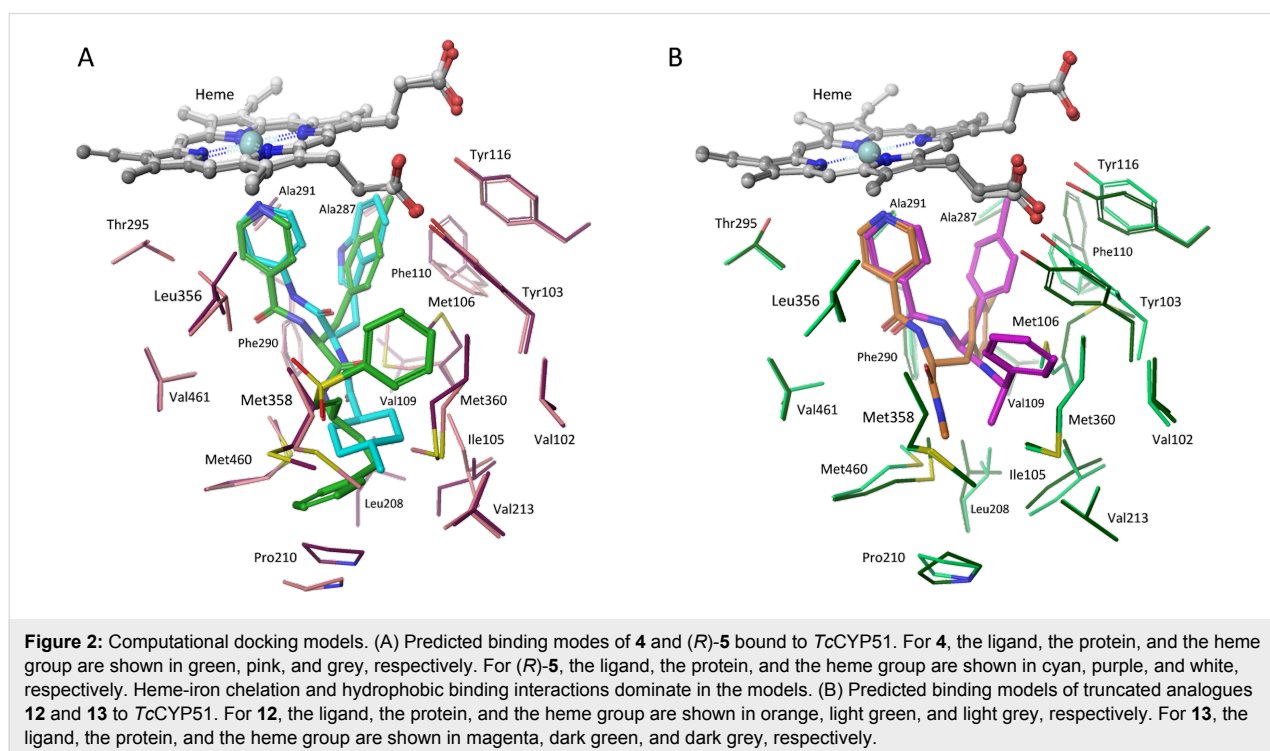 A
Heme
Tyr116
Ala291
Ala287
Thr295
Phe110
Leu356
Tyr103
Met106
Phe290
Val461
Met358
Val109
Met360
Val102
Met460
Ile105
Leu208
Val213
Pro210
B
Heme
Tyr116
Ala291
Ala287
Thr295
Phe110
Leu356
Tyr103
Met106
Phe290
Val461
Val109
Met358
Met360
Val102
Met460
Ile105
Leu208
Val213
Pro210
Figure 2: Computational docking models. (A) Predicted binding modes of 4 and (R)-5 bound to TcCYP51. For 4, the ligand, the protein, and the heme
group are shown in green, pink, and grey, respectively. For (R)-5, the ligand, the protein, and the heme group are shown in cyan, purple, and white,
respectively. Heme-iron chelation and hydrophobic binding interactions dominate in the models. (B) Predicted binding models of truncated analogues
12 and 13 to TcCYP51. For 12, the ligand, the protein, and the heme group are shown in orange, light green, and light grey, respectively. For 13, the
ligand, the protein, and the heme group are shown in magenta, dark green, and dark grey, respectively.